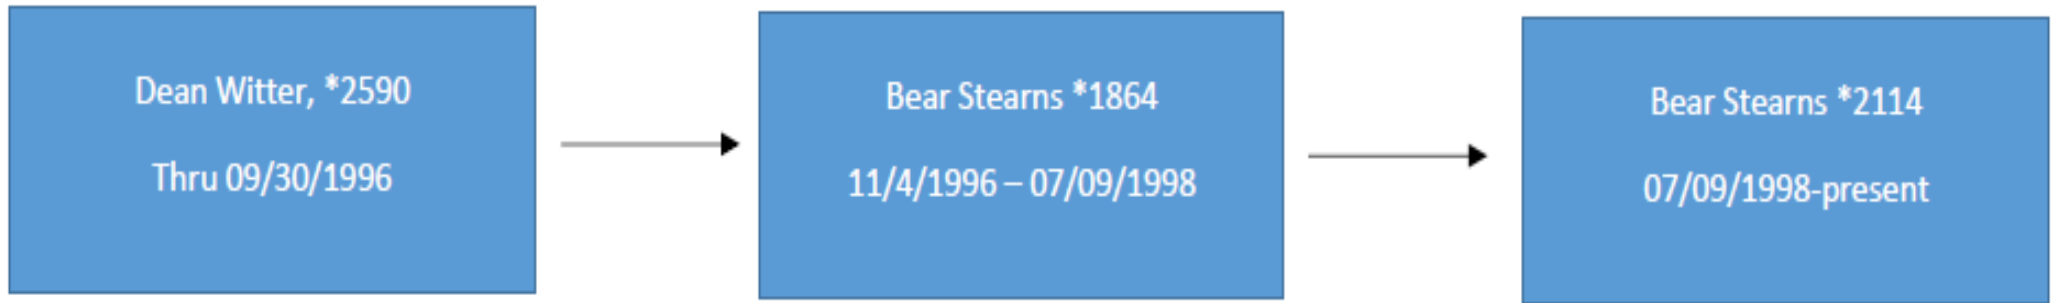 Dean Witter, *2590
Thru 09/30/1996
Bear Stearns *1864
11/4/1996 – 07/09/1998
Bear Stearns *2114
07/09/1998-present